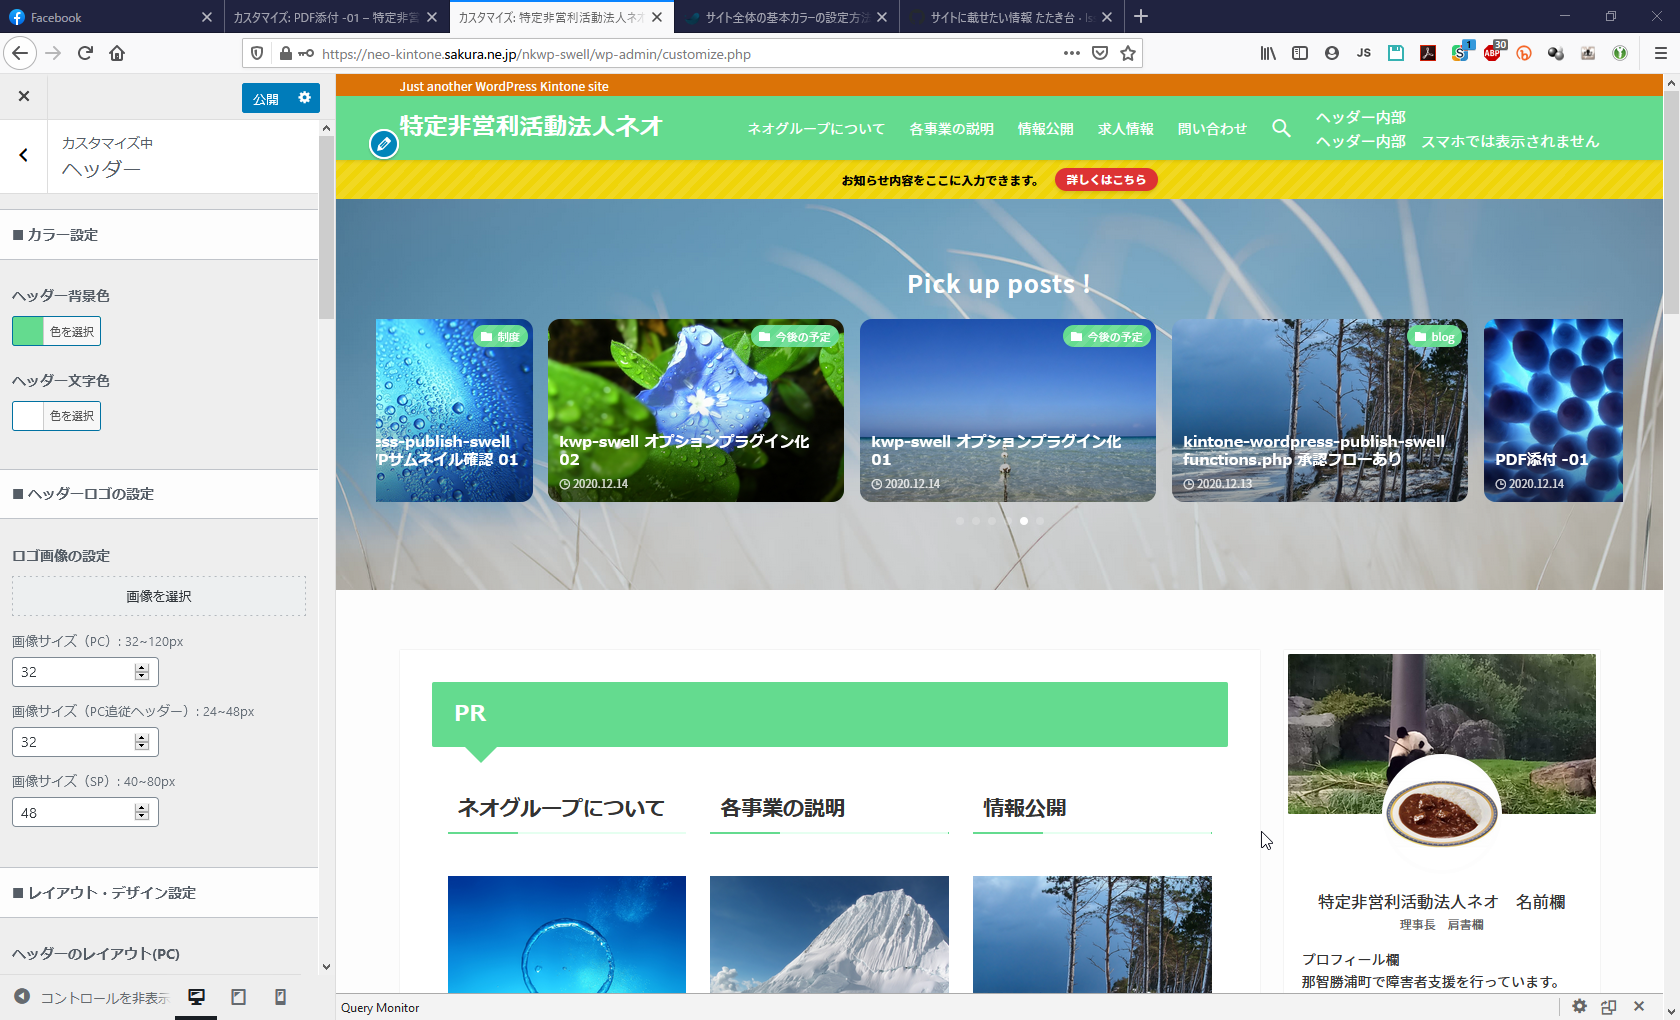 Facebook
カスタマイズ: PDF添付 -01 – 特定非営
カスタマイズ: 特定非営利活動法人ネオ
サイト全体の基本カラーの設定方法
サイトに載せたい情報 たたき台 ·
https://neo-kintone.sakura.ne.jp/nkwp-swell/wp-admin/customize.php
JS
1
ABP
30
公開
カスタマイズ中
ヘッダー
■ カラー設定
ヘッダー背景色
色を選択
ヘッダー文字色
色を選択
■ ヘッダーロゴの設定
ロゴ画像の設定
画像を選択
画像サイズ（PC）: 32~120px
32
画像サイズ（PC追従ヘッダー）: 24~48px
32
画像サイズ（SP）: 40~80px
48
■ レイアウト・デザイン設定
ヘッダーのレイアウト(PC)
コントロールを非表示
Just another WordPress Kintone site
特定非営利活動法人ネオ
ネオグループについて
各事業の説明
情報公開
求人情報
問い合わせ
ヘッダー内部
ヘッダー内部　スマホでは表示されません
お知らせ内容をここに入力できます。
詳しくはこちら
Pick up posts !
制度
ess-publish-swell
PPサムネイル確認 01
今後の予定
kwp-swell オプションプラグイン化
02
2020.12.14
今後の予定
kwp-swell オプションプラグイン化
01
2020.12.14
blog
kintone-wordpress-publish-swell
functions.php 承認フローあり
2020.12.13
PDF添付 -01
2020.12.14
PR
ネオグループについて
各事業の説明
情報公開
特定非営利活動法人ネオ　名前欄
理事長　肩書欄
プロフィール欄
那智勝浦町で障害者支援を行っています。
Query Monitor